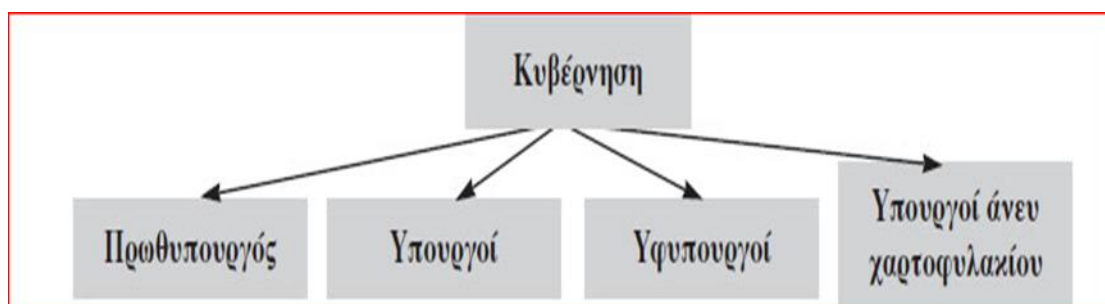 Κυβέρνηση
Πρωθυπουργός
Υπουργοί
Υφυπουργοί
Υπουργοί άνευ
χαρτοφυλακίου